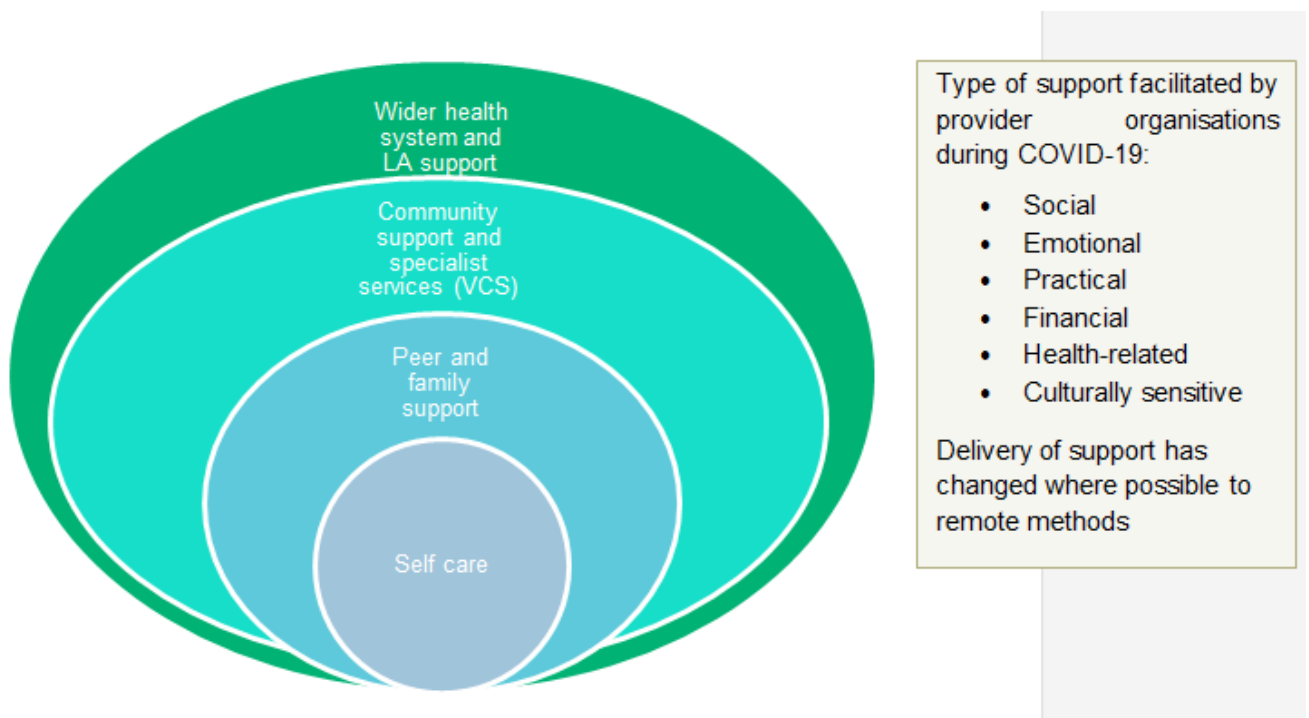 Wider health
system and
LA support
Community
support and
specialist
services (VCS)
Peer and
family
support
Self care
Type of support facilitated by
provider organisations
during COVID-19:
• Social
• Emotional
• Practical
• Financial
• Health-related
• Culturally sensitive
Delivery of support has
changed where possible to
remote methods